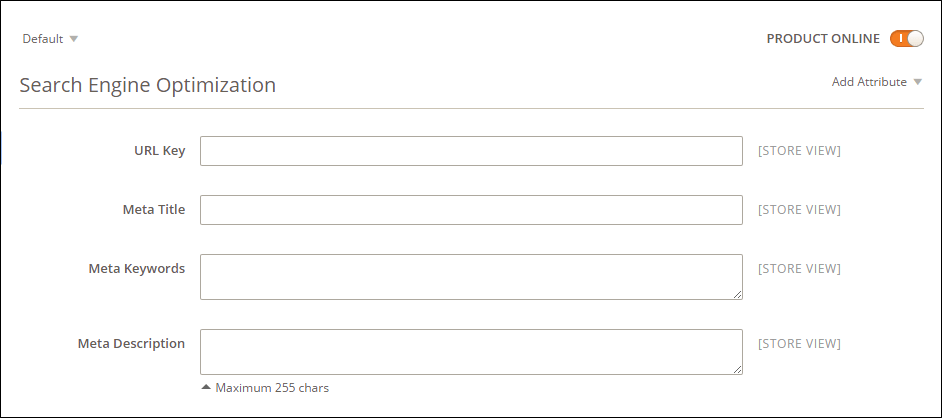 Default
PRODUCT ONLINE
Search Engine Optimization
Add Attribute
URL Key
[STORE VIEW]
Meta Title
[STORE VIEW]
Meta Keywords
[STORE VIEW]
Meta Description
[STORE VIEW]
Maximum 255 chars